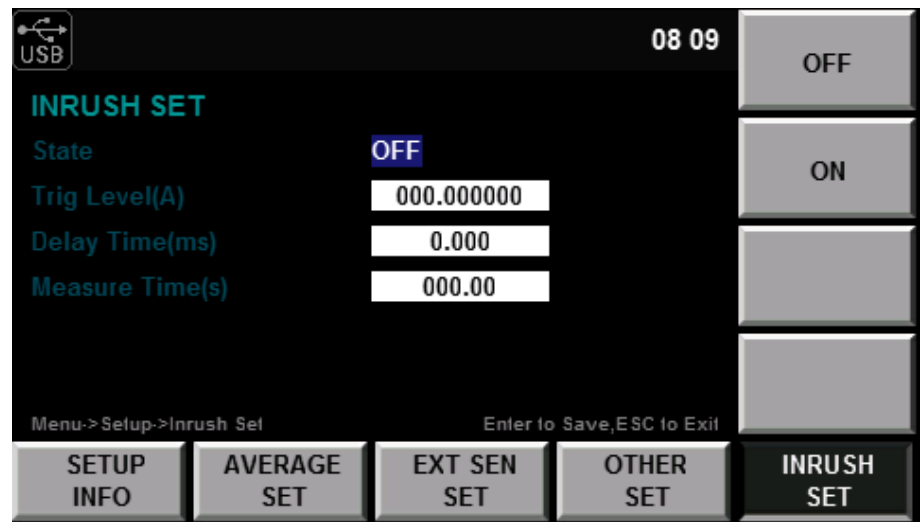 USB
08 09
OFF
INRUSH SET
State OFF
ON
Trig Level(A) 000.000000
Delay Time(ms) 0.000
Measure Time(s) 000.00
Menu->Setup->Inrush Set
Enter to Save,ESC to Exit
SETUP
INFO
AVERAGE
SET
EXT SEN
SET
OTHER
SET
INRUSH
SET